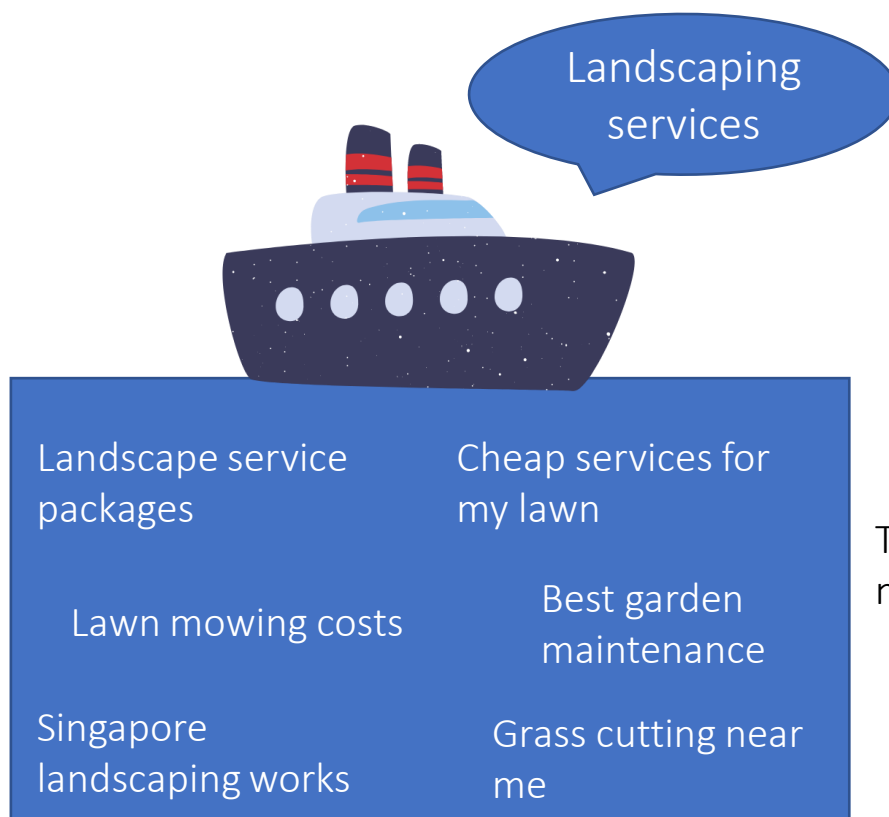 Landscaping
services
Landscape service
packages
Cheap services for
my lawn
Lawn mowing costs
Best garden
maintenance
Singapore
landscaping works
Grass cutting near
me